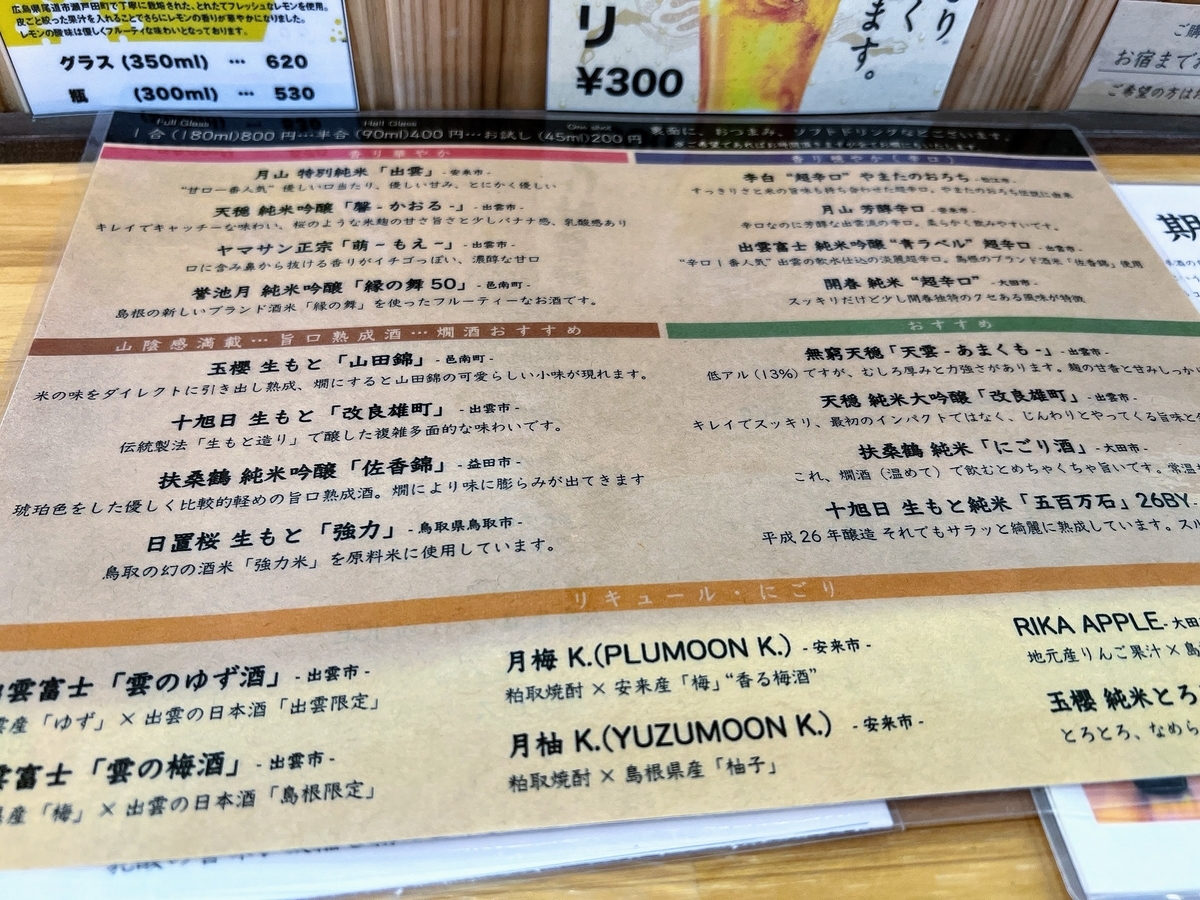 広島県尾道市瀬戸田町で丁寧に栽培された、とれたてフレッシュなレモンを使用。
皮ごと絞った果汁を入れることでさらにレモンの香りが華やかになりました。
レモンの酸味は優しくフルーティな味わいとなっております。
グラス (350ml) … 620
瓶 (300ml) … 530
リ
¥300
ます。
お宿まで
ご希望の方は
期
Full Glass Half Glass One shot
1合(180ml)800円…半合(90ml)400円…お試し(45ml)200円
裏面に、おつまみ、ソフトドリンクなどございます。
香り華やか
月山 特別純米「出雲」-安来市-
“甘口一番人気” 優しい口当たり、優しい甘み、とにかく優しい
天穏 純米吟醸「馨-かおる-」-出雲市-
キレイでキャッチーな味わい。桜のような米麹の甘さ旨さと少しバナナ感、乳酸感あり
ヤマサン正宗「萌-もえ-」-出雲市-
口に含み鼻から抜ける香りがイチゴっぽい、濃醇な甘口
誉池月 純米吟醸「縁の舞50」-邑南町-
島根の新しいブランド酒米「縁の舞」を使ったフルーティーなお酒です。
香り爽やか(辛口)
李白 “超辛口” やまたのおろち -松江市-
すっきりさと米の旨味も持ち合わせた超辛口。やまたのおろち伝説に由来
月山 芳醇辛口 -安来市-
辛口なのに芳醇な出雲流の辛口。柔らかく飲みやすいです。
出雲富士 純米吟醸“青ラベル” 超辛口 -出雲市-
“辛口1番人気” 出雲の軟水仕込の淡麗超辛口。島根のブランド酒米「佐香錦」使用
開春 純米 “超辛口” -大田市-
スッキリだけど少し開春独特のクセある風味が特徴
山陰感満載…旨口熟成酒…燗酒おすすめ
玉櫻 生もと「山田錦」-邑南町-
米の味をダイレクトに引き出し熟成、燗にすると山田錦の可愛らしい小味が現れます。
十旭日 生もと「改良雄町」-出雲市-
伝統製法「生もと造り」で醸した複雑多面的な味わいです。
扶桑鶴 純米吟醸「佐香錦」-益田市-
琥珀色をした優しく比較的軽めの旨口熟成酒。燗により味に膨らみが出てきます
日置桜 生もと「強力」-鳥取県鳥取市-
鳥取の幻の酒米「強力米」を原料米に使用しています。
おすすめ
無窮天穏「天雲-あまくも-」-出雲市-
低アル(13%)ですが、むしろ厚みと力強さがあります。麹の甘香と甘みしっか
天穏 純米大吟醸「改良雄町」-出雲市-
キレイでスッキリ、最初のインパクトではなく、じんわりとやってくる旨味と
扶桑鶴 純米「にごり酒」-大田市-
これ、燗酒(温めて)で飲むとめちゃくちゃ旨いです。常温
十旭日 生もと純米「五百万石」26BY-
平成26年醸造 それでもサラッと綺麗に熟成しています。
リキュール・にごり
雲富士「雲のゆず酒」-出雲市-
産「ゆず」×出雲の日本酒「出雲限定」
富士「雲の梅酒」-出雲市-
産「梅」×出雲の日本酒「島根限定」
月梅 K.(PLUMOON K.) -安来市-
粕取焼酎×安来産「梅」“香る梅酒”
月柚 K.(YUZUMOON K.) -安来市-
粕取焼酎×島根県産「柚子」
RIKA APPLE-大田
地元産りんご果汁×島
玉櫻 純米とろ
とろとろ、なめら